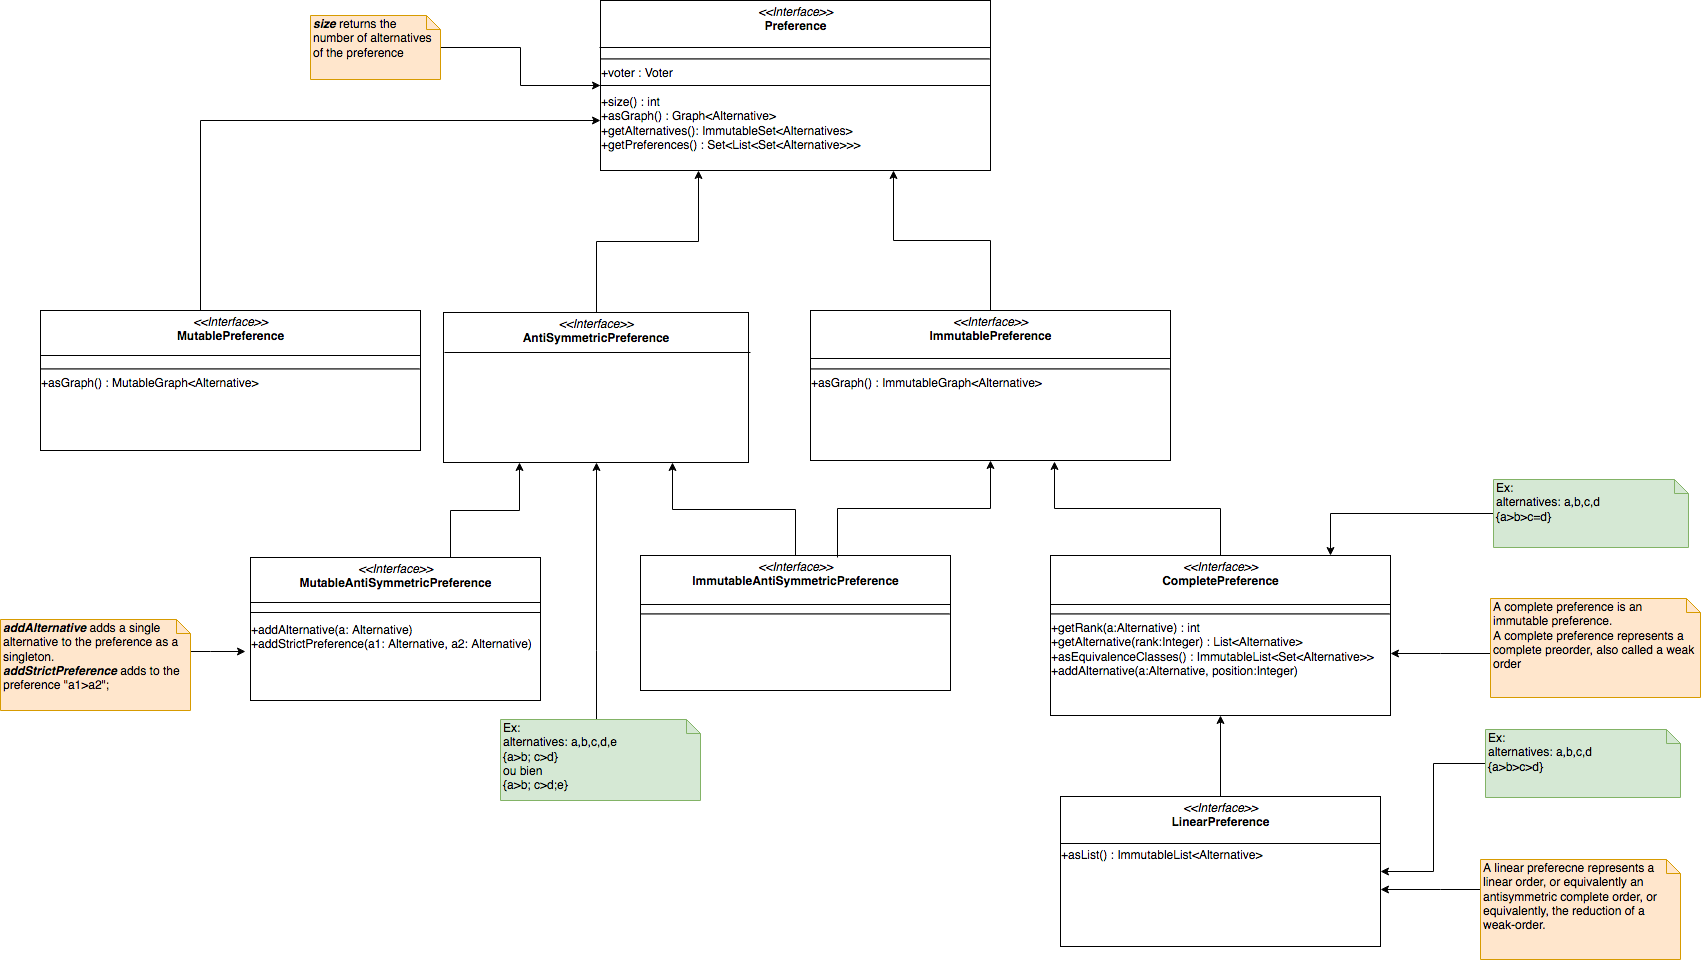 size returns the
number of alternatives
of the preference
<<Interface>>
Preference
+voter : Voter
+size() : int
+asGraph() : Graph<Alternative>
+getAlternatives(): ImmutableSet<Alternatives>
+getPreferences() : Set<List<Set<Alternative>>>
<<Interface>>
MutablePreference
+asGraph() : MutableGraph<Alternative>
<<Interface>>
AntiSymmetricPreference
<<Interface>>
ImmutablePreference
+asGraph() : ImmutableGraph<Alternative>
Ex:
alternatives: a,b,c,d
{a>b>c=d}
<<Interface>>
MutableAntiSymmetricPreference
+addAlternative(a: Alternative)
+addStrictPreference(a1: Alternative, a2: Alternative)
<<Interface>>
ImmutableAntiSymmetricPreference
<<Interface>>
CompletePreference
+getRank(a:Alternative) : int
+getAlternative(rank:Integer) : List<Alternative>
+asEquivalenceClasses() : ImmutableList<Set<Alternative>>
+addAlternative(a:Alternative, position:Integer)
A complete preference is an
immutable preference.
A complete preference represents a
complete preorder, also called a weak
order
addAlternative adds a single
alternative to the preference as a
singleton.
addStrictPreference adds to the
preference "a1>a2";
Ex:
alternatives: a,b,c,d,e
{a>b; c>d}
ou bien
{a>b; c>d;e}
Ex:
alternatives: a,b,c,d
{a>b>c>d}
<<Interface>>
LinearPreference
+asList() : ImmutableList<Alternative>
A linear preferecne represents a
linear order, or equivalently an
antisymmetric complete order, or
equivalently, the reduction of a
weak-order.